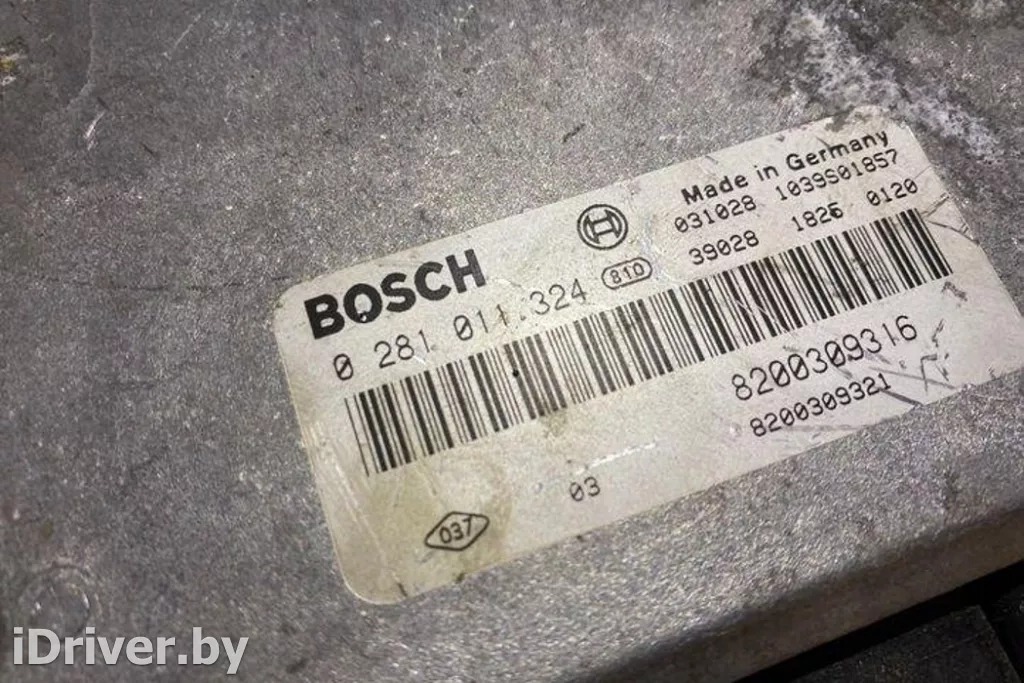 Made in Germany
031028 1039S01857
39028 1826 0120
BOSCH
0 281 011.324 810
8200309316
8200309321
03
037
iDriver.by